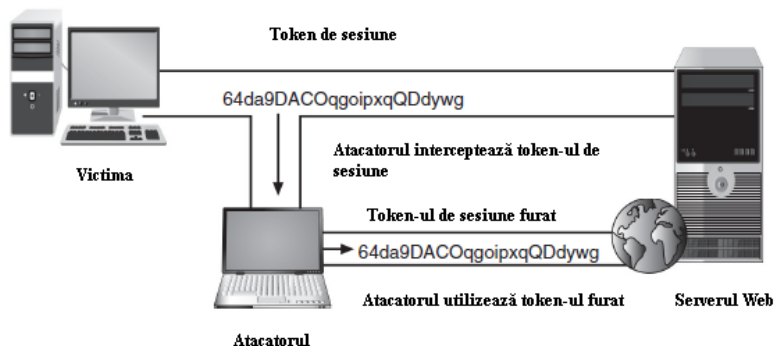 Token de sesiune
64da9DACOqgoipxqQDdywg
Victima
Atacatorul interceptează token-ul de
sesiune
Token-ul de sesiune furat
64da9DACOqgoipxqQDdywg
Atacatorul utilizează token-ul furat
Serverul Web
Atacatorul